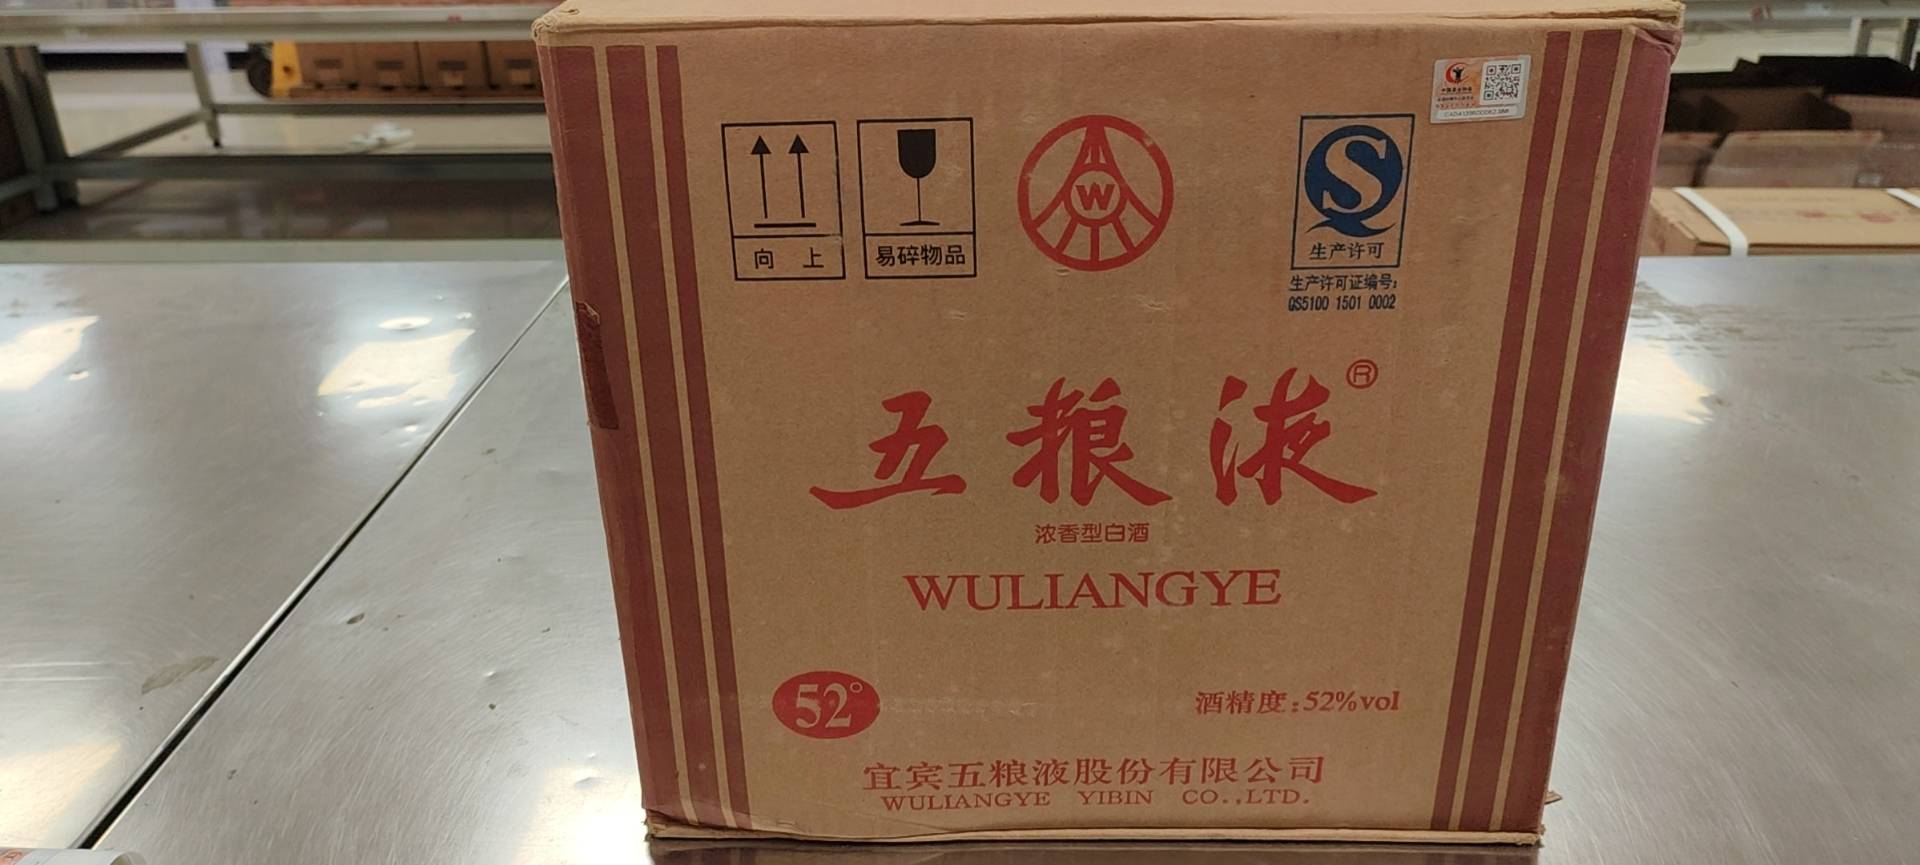 向 上
易碎物品
W
生产许可
生产许可证编号:
QS5100 1501 0002
五粮液®
浓香型白酒
WULIANGYE
52°
酒精度:52%vol
宜宾五粮液股份有限公司
WULIANGYE YIBIN CO.,LTD.